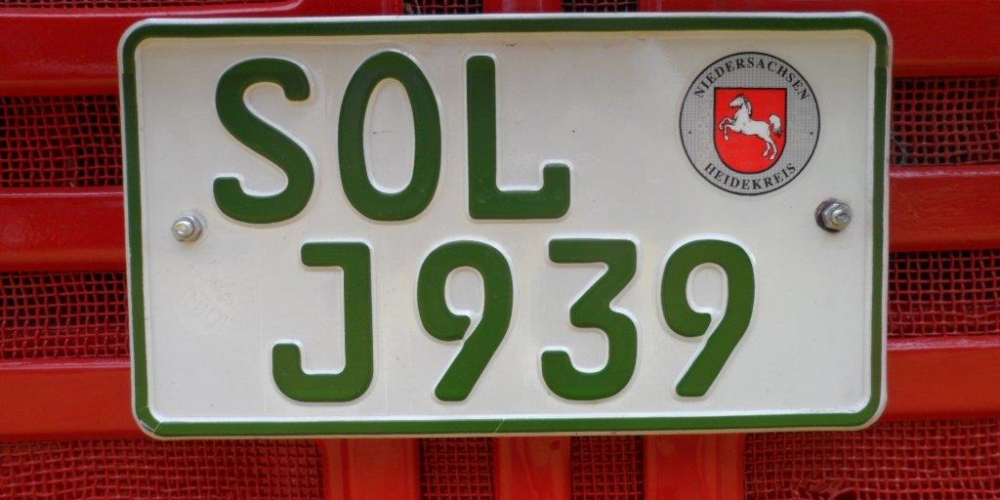 SOL
NIEDERSACHSEN
HEIDEKREIS
J939